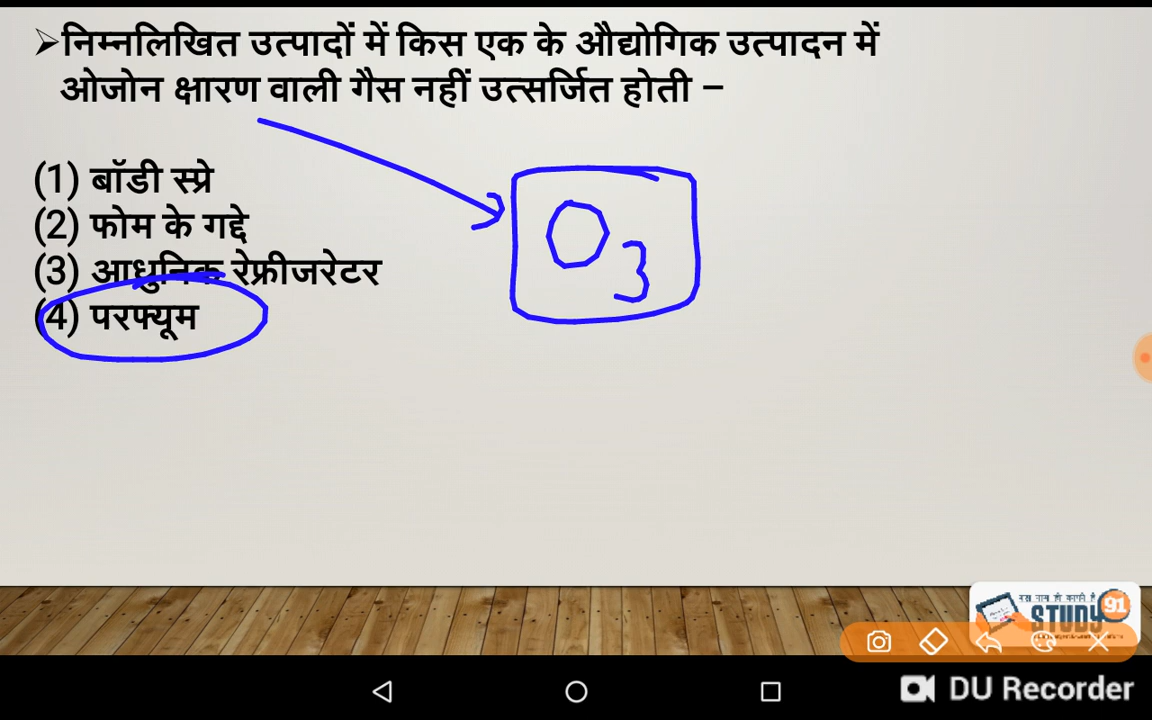 ➢निम्नलिखित उत्पादों में किस एक के औद्योगिक उत्पादन में
ओजोन क्षारण वाली गैस नहीं उत्सर्जित होती –
(1) बॉडी स्प्रे
(2) फोम के गद्दे
(3) आधुनिक रेफ्रीजरेटर
(4) परफ्यूम
O3
STUDY 91
DU Recorder